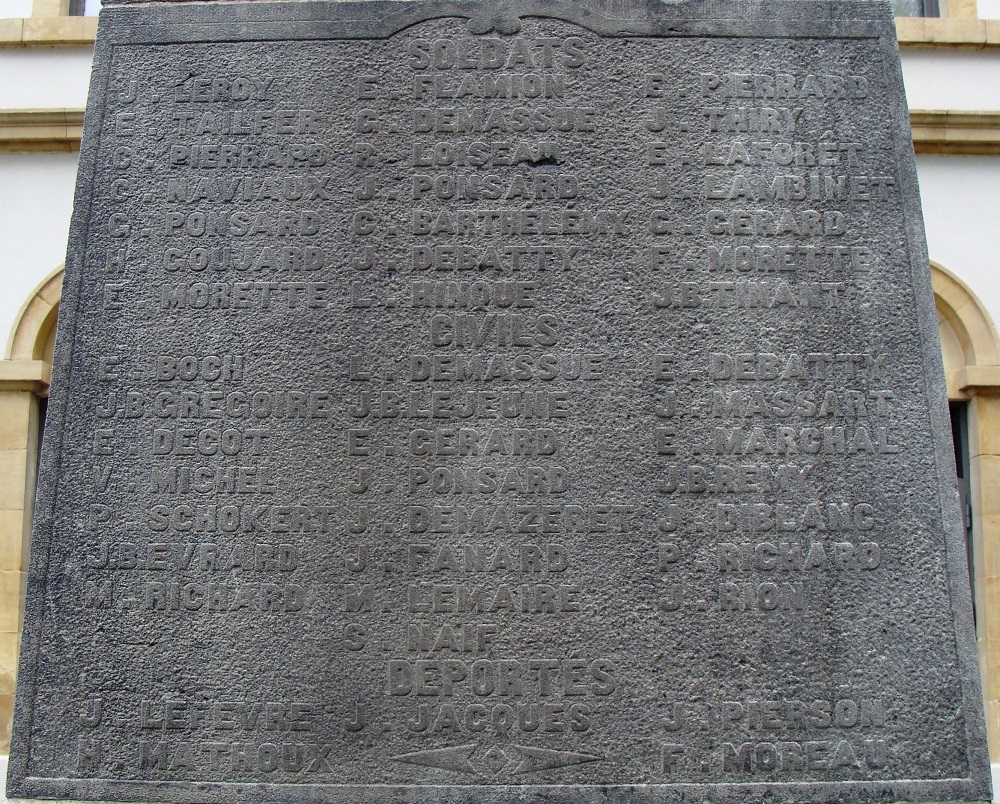 SOLDATS
J. LEROY E. FLAMION E. PIERRARD
E. TAILFER G. DEMASSUE J. THIRY
G. PIERRARD R. LOISEAU E. LAFORÊT
C. NAVIAUX J. PONSARD J. LAMBINET
G. PONSARD C. BARTHÉLÉMY G. GÉRARD
H. GOUJARD J. DEBATTY F. MORETTE
E. MORETTE L. RINQUE J.B. TINANT
CIVILS
E. BOCH L. DEMASSUE E. DEBATTY
J.B. GREGOIRE J.B. LEJEUNE J. MASSART
E. DECOT E. GERARD E. MARCHAL
V. MICHEL J. PONSARD J.B. REMY
P. SCHOKERT J. DEMAZERET J. DIBLANC
J.B. EVRARD J. FANARD P. RICHARD
M. RICHARD M. LEMAIRE J. RION
S. NAIF
DÉPORTÉS
J. LEFEVRE J. JACQUES J. PIERSON
H. MATHOUX F. MOREAU